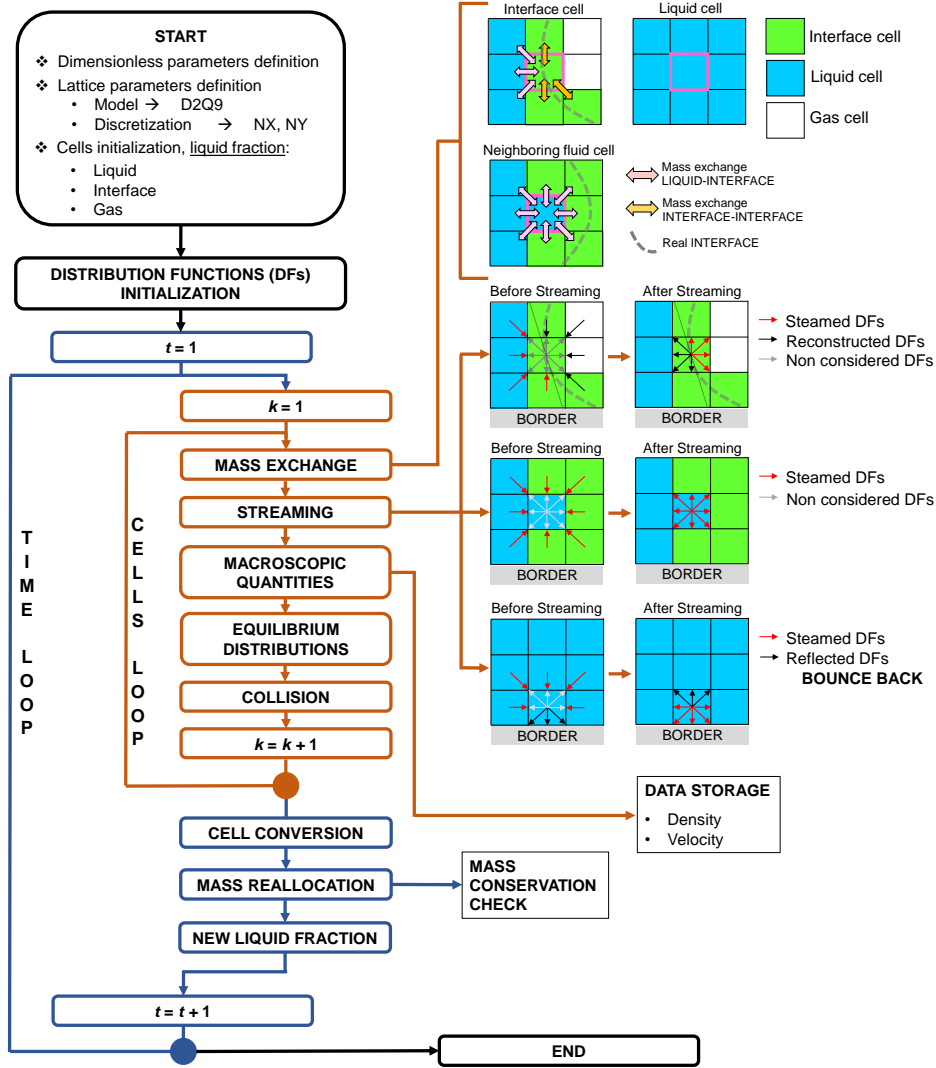 START
❖ Dimensionless parameters definition
❖ Lattice parameters definition
• Model → D2Q9
• Discretization → NX, NY
❖ Cells initialization, liquid fraction:
• Liquid
• Interface
• Gas
DISTRIBUTION FUNCTIONS (DFs)
INITIALIZATION
t = 1
k = 1
MASS EXCHANGE
STREAMING
MACROSCOPIC
QUANTITIES
EQUILIBRIUM
DISTRIBUTIONS
COLLISION
k = k + 1
CELL CONVERSION
MASS REALLOCATION
NEW LIQUID FRACTION
t = t + 1
END
TIME LOOP
CELLS LOOP
MASS
CONSERVATION
CHECK
DATA STORAGE
• Density
• Velocity
Interface cell
Liquid cell
Interface cell
Liquid cell
Gas cell
Neighboring fluid cell
Mass exchange
LIQUID-INTERFACE
Mass exchange
INTERFACE-INTERFACE
Real INTERFACE
Before Streaming
After Streaming
Steamed DFs
Reconstructed DFs
Non considered DFs
BORDER
BORDER
Before Streaming
After Streaming
Steamed DFs
Non considered DFs
BORDER
BORDER
Before Streaming
After Streaming
Steamed DFs
Reflected DFs
BOUNCE BACK
BORDER
BORDER